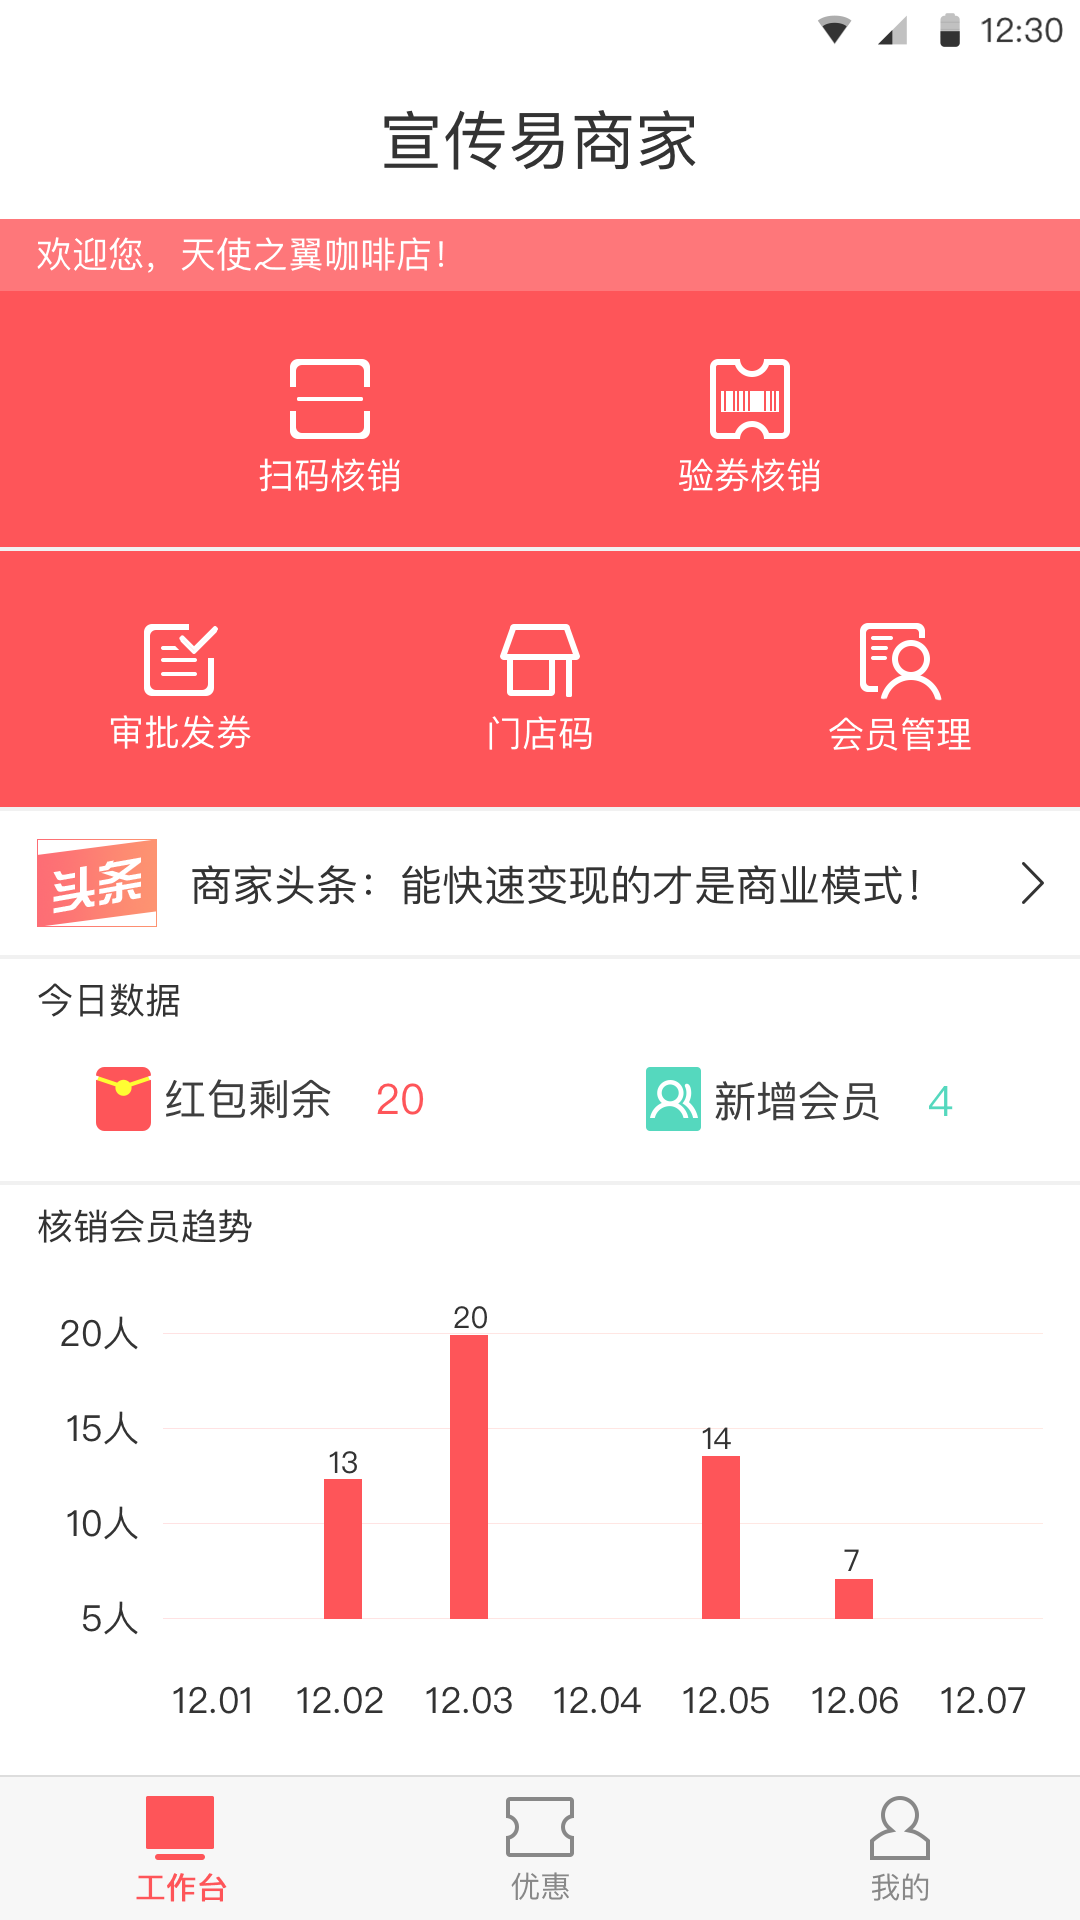 12:30
宣传易商家
欢迎您，天使之翼咖啡店！
扫码核销 验券核销
审批发券 门店码 会员管理
头条 商家头条：能快速变现的才是商业模式！
今日数据
红包剩余 20 新增会员 4
核销会员趋势
20人 20
15人 14
13
10人
7
5人
12.01 12.02 12.03 12.04 12.05 12.06 12.07
工作台 优惠 我的